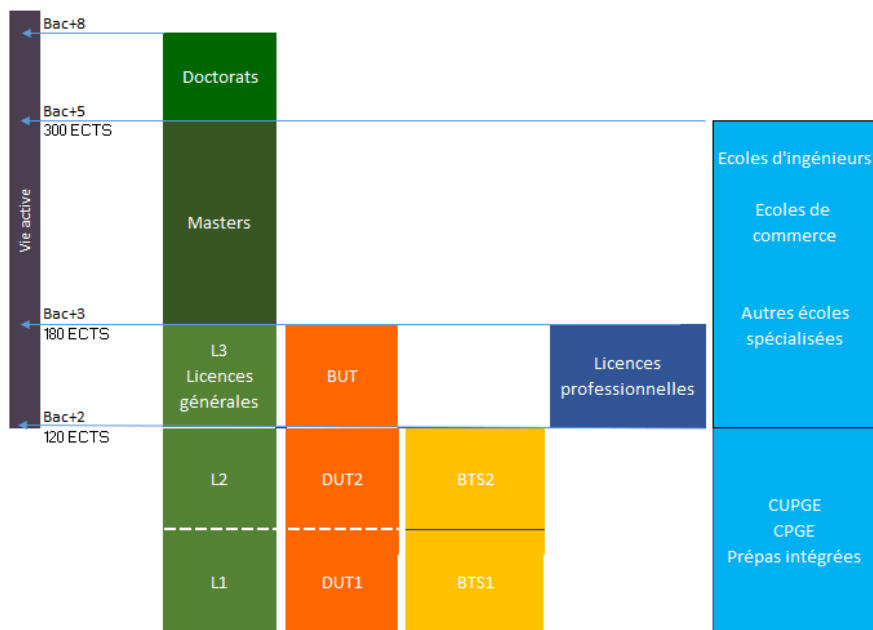 Bac+8
Bac+5
300 ECTS
Bac+3
180 ECTS
Bac+2
120 ECTS
Vie active
Doctorats
Masters
L3
Licences
générales
L2
L1
BUT
DUT2
DUT1
BTS2
BTS1
Licences
professionnelles
Ecoles d'ingénieurs
Ecoles de
commerce
Autres écoles
spécialisées
CUPGE
CPGE
Prépas intégrées